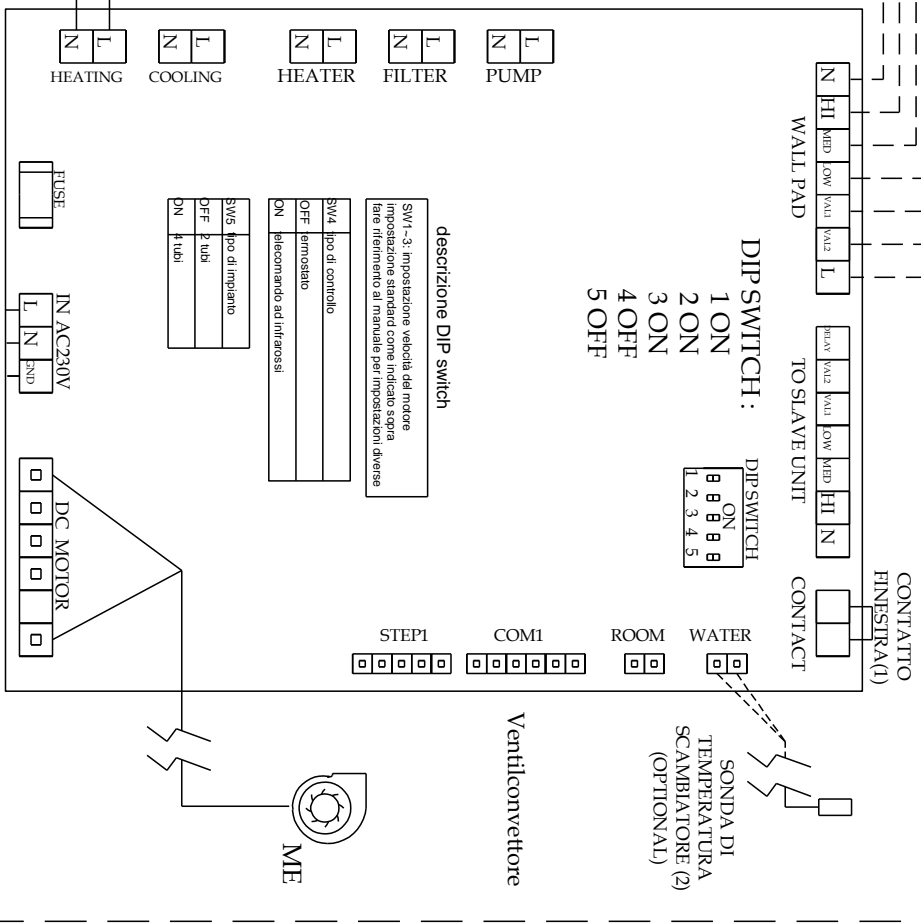 N L
HEATING
N L
COOLING
N L
HEATER
N L
FILTER
N L
PUMP
N
HI
MED
LOW
VAL1
VAL2
L
WALL PAD
FUSE
descrizione DIP switch
SW1~3: impostazione velocità del motore
impostazione standard come indicato sopra
fare riferimento al manuale per impostazioni diverse
SW4 tipo di controllo
OFF termostato
ON telecomando ad infrarossi
SW5 tipo di impianto
OFF 2 tubi
ON 4 tubi
DIP SWITCH :
1 ON
2 ON
3 ON
4 OFF
5 OFF
IN AC230V
L N GND
DELAY
VAL2
VAL1
LOW
MED
HI
N
TO SLAVE UNIT
DIP SWITCH
ON
1 2 3 4 5
DC MOTOR
CONTATTO
FINESTRA(1)
CONTACT
STEP1
COM1
ROOM
WATER
Ventilconvettore
SONDA DI
TEMPERATURA
SCAMBIATORE (2)
(OPTIONAL)
ME